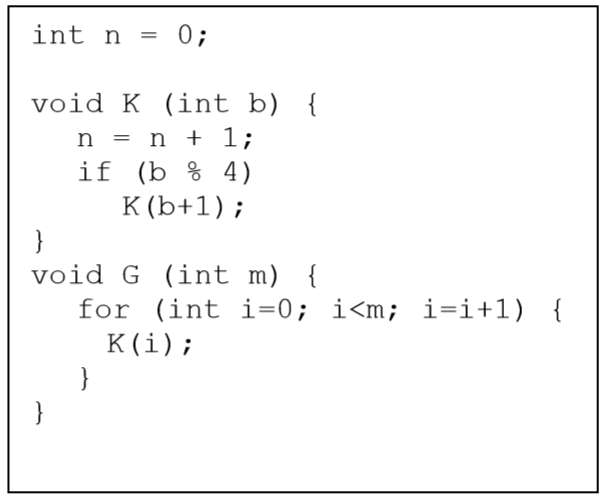 int n = 0;
void K (int b) {
n = n + 1;
if (b % 4)
K(b+1);
}
void G (int m) {
for (int i=0; i<m; i=i+1) {
K(i);
}
}